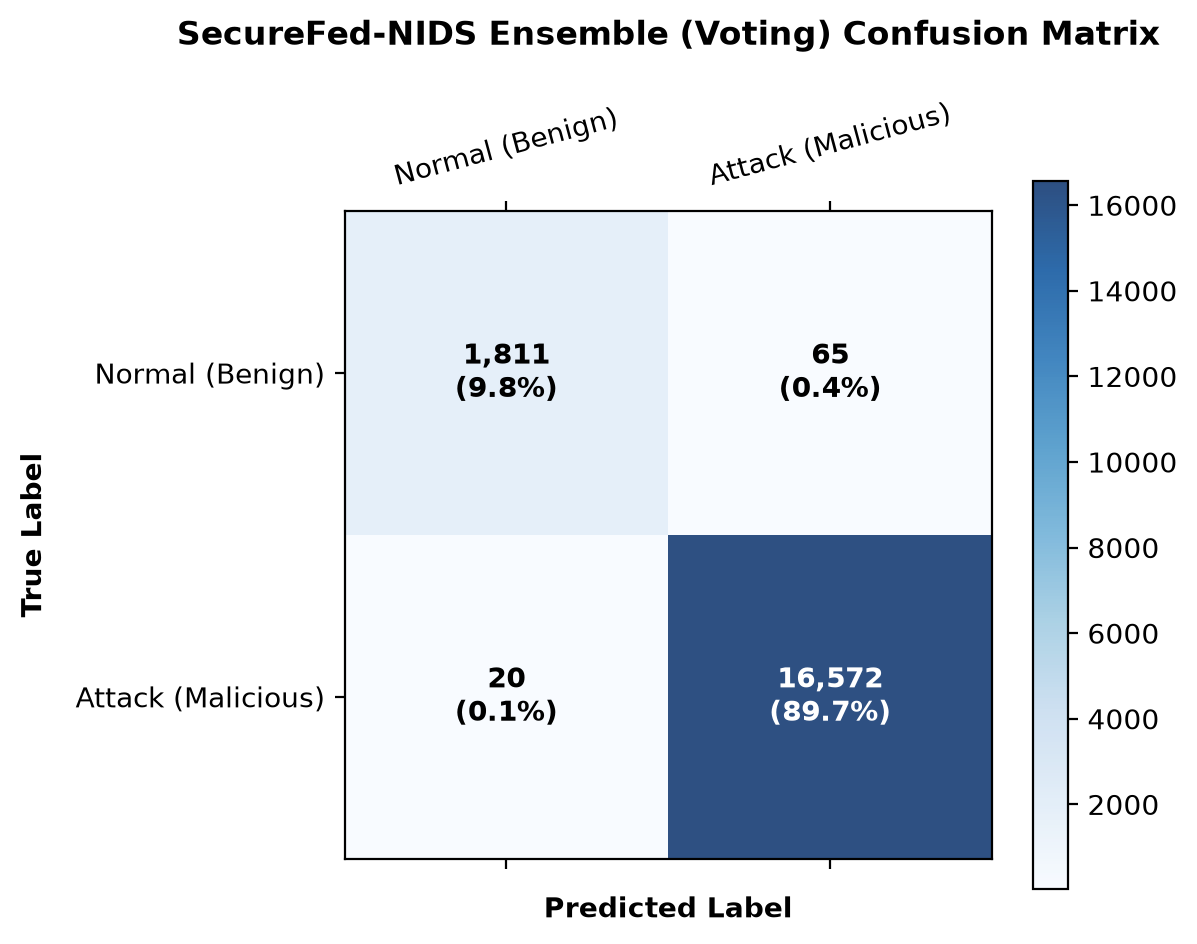 SecureFed-NIDS Ensemble (Voting) Confusion Matrix
Normal (Benign)
Attack (Malicious)
16000
14000
12000
10000
8000
6000
4000
2000
True Label
Normal (Benign)
1,811
(9.8%)
65
(0.4%)
Attack (Malicious)
20
(0.1%)
16,572
(89.7%)
Predicted Label